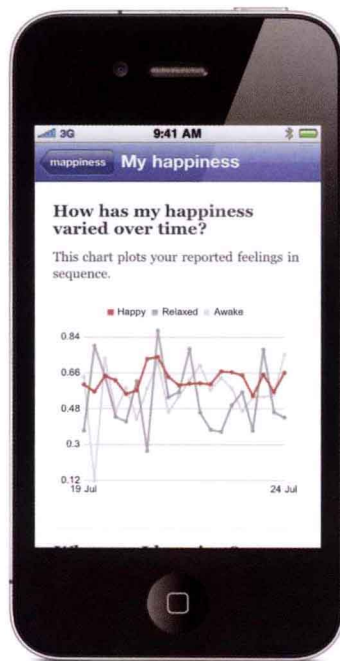 3G 9:41 AM
mappiness My happiness
How has my happiness
varied over time?
This chart plots your reported feelings in
sequence.
Happy Relaxed Awake
0.84
0.66
0.48
0.3
0.12
19 Jul 24 Jul